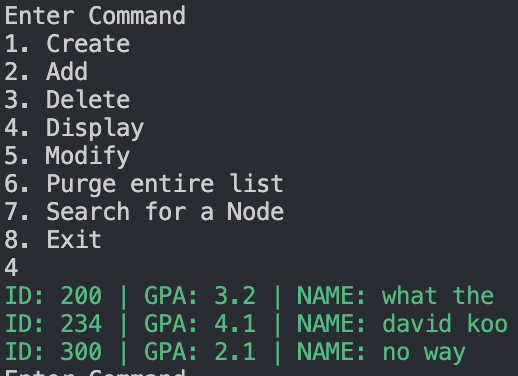 Enter Command
1. Create
2. Add
3. Delete
4. Display
5. Modify
6. Purge entire list
7. Search for a Node
8. Exit
4
ID: 200 | GPA: 3.2 | NAME: what the
ID: 234 | GPA: 4.1 | NAME: david koo
ID: 300 | GPA: 2.1 | NAME: no way
Enter Command